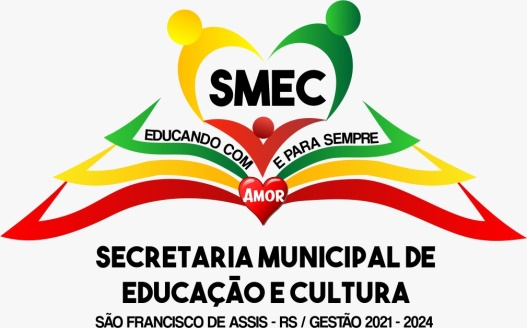 SMEC
EDUCANDO COM E PARA SEMPRE
AMOR
SECRETARIA MUNICIPAL DE
EDUCAÇÃO E CULTURA
SÃO FRANCISCO DE ASSIS - RS / GESTÃO 2021 - 2024